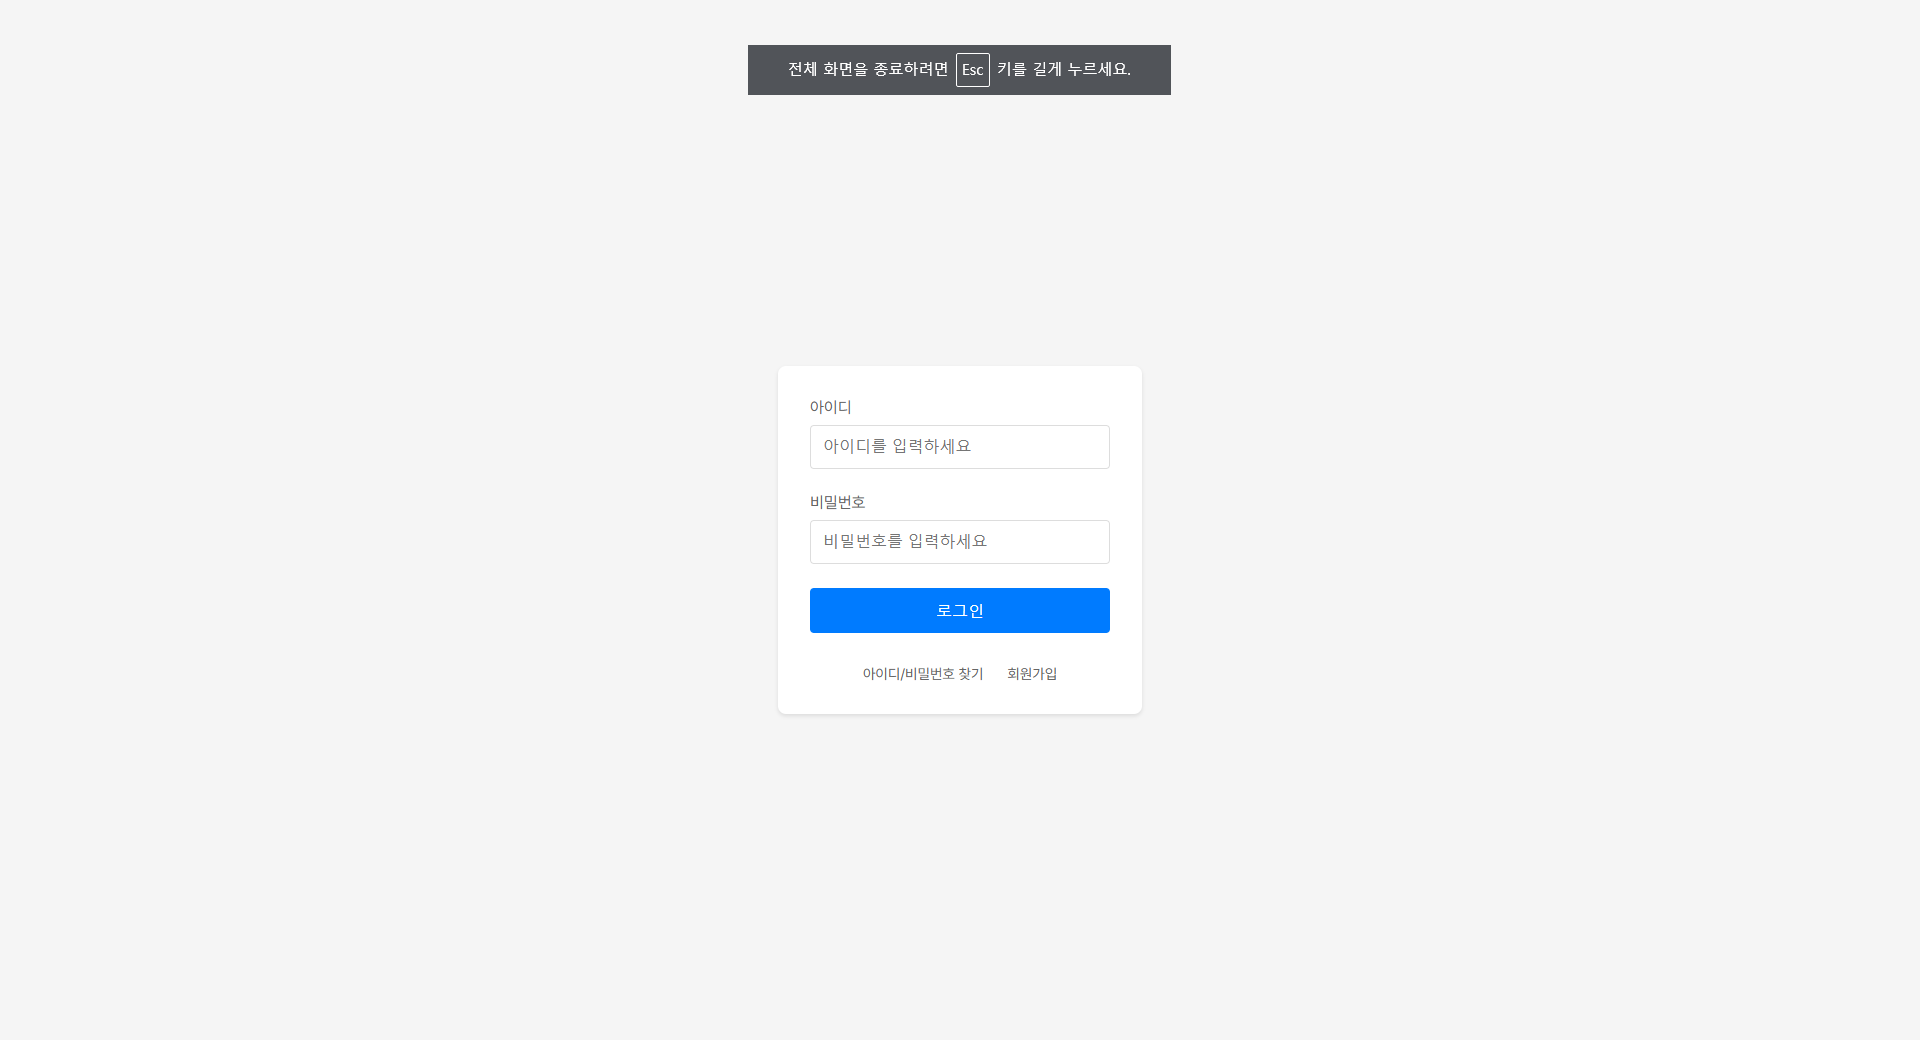 전체 화면을 종료하려면 Esc 키를 길게 누르세요.
아이디
아이디를 입력하세요
비밀번호
비밀번호를 입력하세요
로그인
아이디/비밀번호 찾기 회원가입